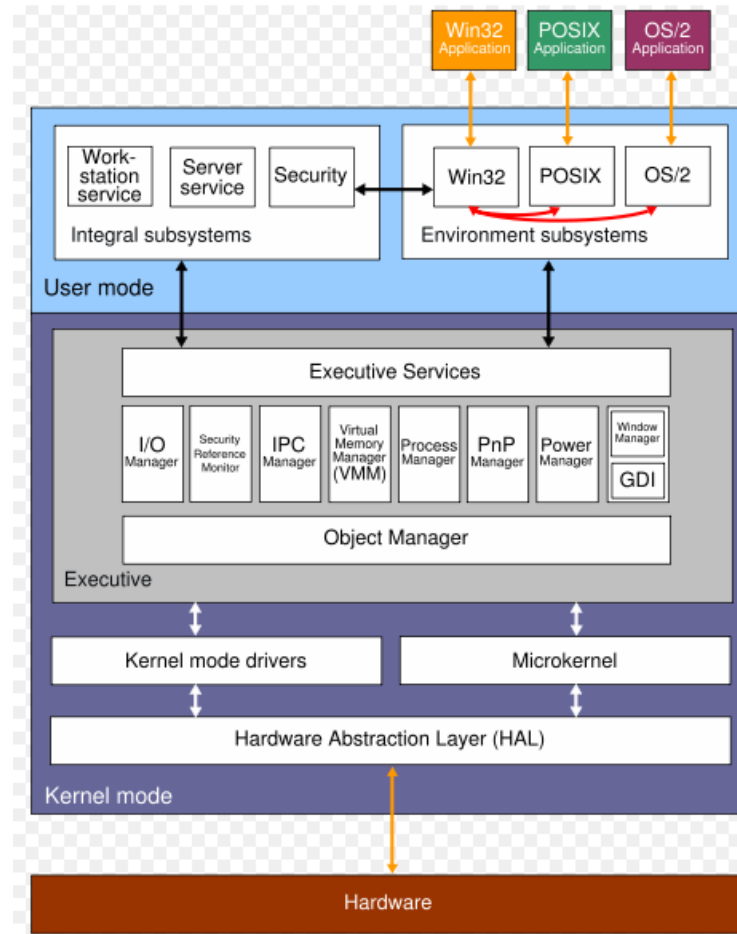 Win32
Application
POSIX
Application
OS/2
Application
Work-
station
service
Server
service
Security
Integral subsystems
Win32
POSIX
OS/2
Environment subsystems
User mode
Executive Services
I/O
Manager
Security
Reference
Monitor
IPC
Manager
Virtual
Memory
Manager
(VMM)
Process
Manager
PnP
Manager
Power
Manager
Window
Manager
GDI
Object Manager
Executive
Kernel mode drivers
Microkernel
Hardware Abstraction Layer (HAL)
Kernel mode
Hardware